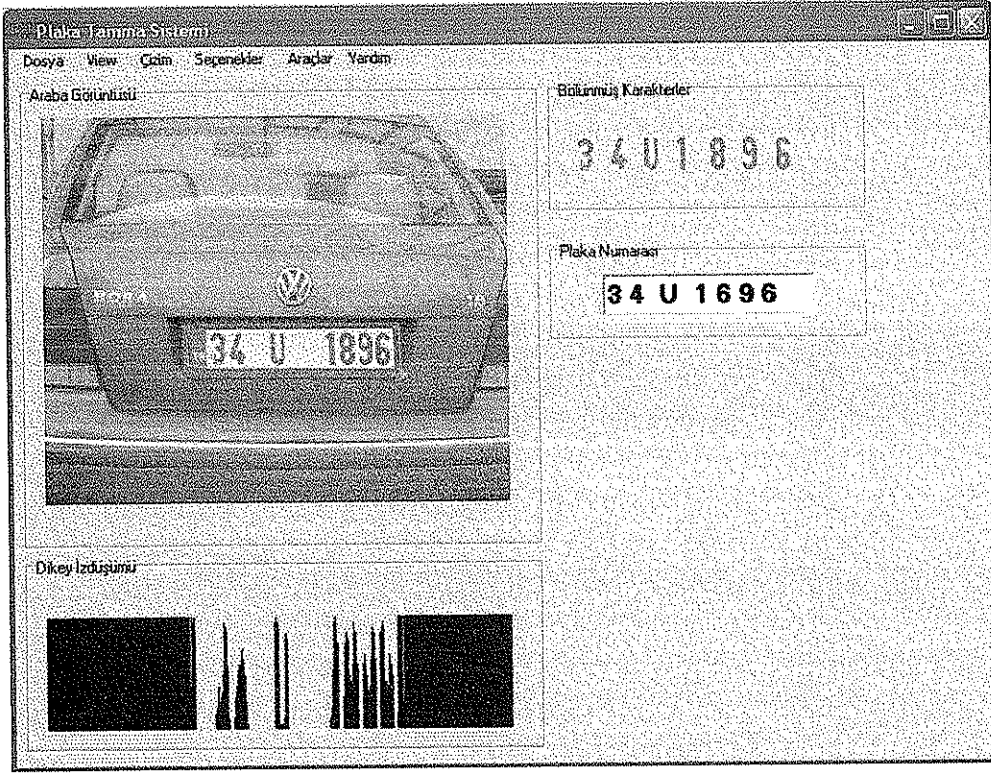 Plaka Tanıma Sistemi
Dosya View Çizim Seçenekler Araçlar Yardım
Araba Görüntüsü
34 U 1896
Bölünmüş Karakterler
3 4 U 1 8 9 6
Plaka Numarası
34 U 1696
Dikey İzdüşümü